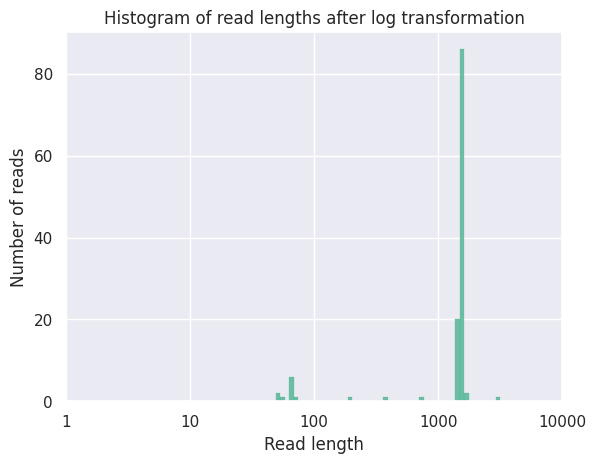 Histogram of read lengths after log transformation
Number of reads
80
60
40
20
0
1 10 100 1000 10000
Read length